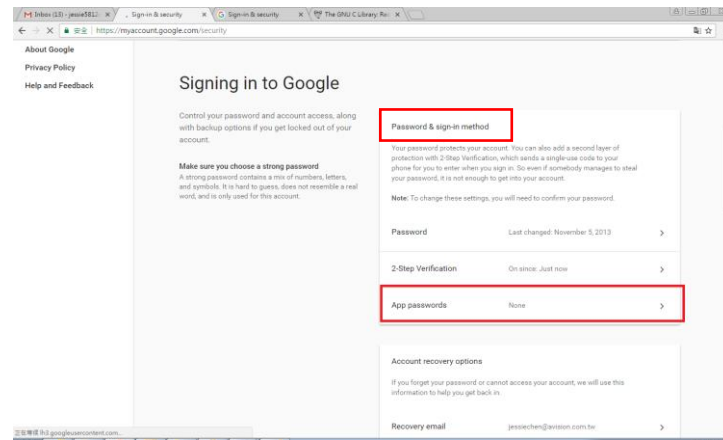 Inbox (13) - jessie5813
Sign-in & security
Sign-in & security
The GNU C Library: Re
安全 | https://myaccount.google.com/security
About Google
Privacy Policy
Help and Feedback
Signing in to Google
Control your password and account access, along
with backup options if you get locked out of your
account.
Make sure you choose a strong password
A strong password contains a mix of numbers, letters,
and symbols. It is hard to guess, does not resemble a real
word, and is only used for this account.
Password & sign-in method
Your password protects your account. You can also add a second layer of
protection with 2-Step Verification, which sends a single-use code to your
phone for you to enter when you sign in. So even if somebody manages to steal
your password, it is not enough to get into your account.
Note: To change these settings, you will need to confirm your password.
Password Last changed: November 5, 2013
2-Step Verification On since: Just now
App passwords None
Account recovery options
If you forget your password or cannot access your account, we will use this
information to help you get back in.
Recovery email jessiechen@avision.com.tw
lh3.googleusercontent.com...